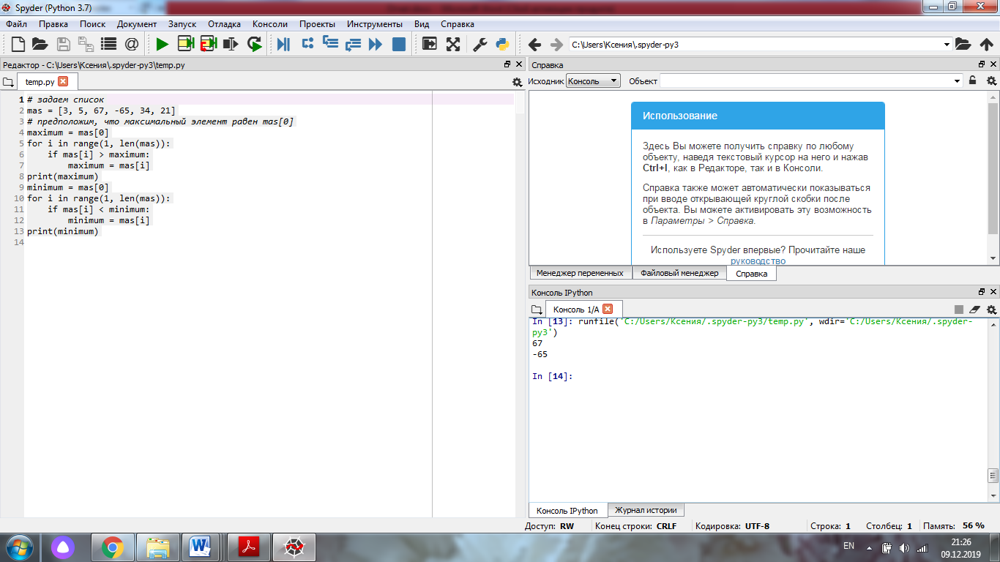 Spyder (Python 3.7)
Файл Правка Поиск Документ Запуск Отладка Консоли Проекты Инструменты Вид Справка
C:\Users\Ксения\.spyder-py3
Редактор - C:\Users\Ксения\.spyder-py3\temp.py
temp.py
1 # задаем список
2 mas = [3, 5, 67, -65, 34, 21]
3 # предположим, что максимальный элемент равен mas[0]
4 maximum = mas[0]
5 for i in range(1, len(mas)):
6     if mas[i] > maximum:
7         maximum = mas[i]
8 print(maximum)
9 minimum = mas[0]
10 for i in range(1, len(mas)):
11     if mas[i] < minimum:
12         minimum = mas[i]
13 print(minimum)
14
Справка
Исходник Консоль Объект
Использование
Здесь Вы можете получить справку по любому
объекту, наведя текстовый курсор на него и нажав
Ctrl+I, как в Редакторе, так и в Консоли.
Справка также может автоматически показываться
при вводе открывающей круглой скобки после
объекта. Вы можете активировать эту возможность
в Параметры > Справка.
Используете Spyder впервые? Прочитайте наше
руководство
Менеджер переменных Файловый менеджер Справка
Консоль IPython
Консоль 1/A
In [13]: runfile('C:/Users/Ксения/.spyder-py3/temp.py', wdir='C:/Users/Ксения/.spyder-
py3')
67
-65
In [14]:
Консоль IPython Журнал истории
Доступ: RW Конец строки: CRLF Кодировка: UTF-8 Строка: 1 Столбец: 1 Память: 56 %
EN
21:26
09.12.2019